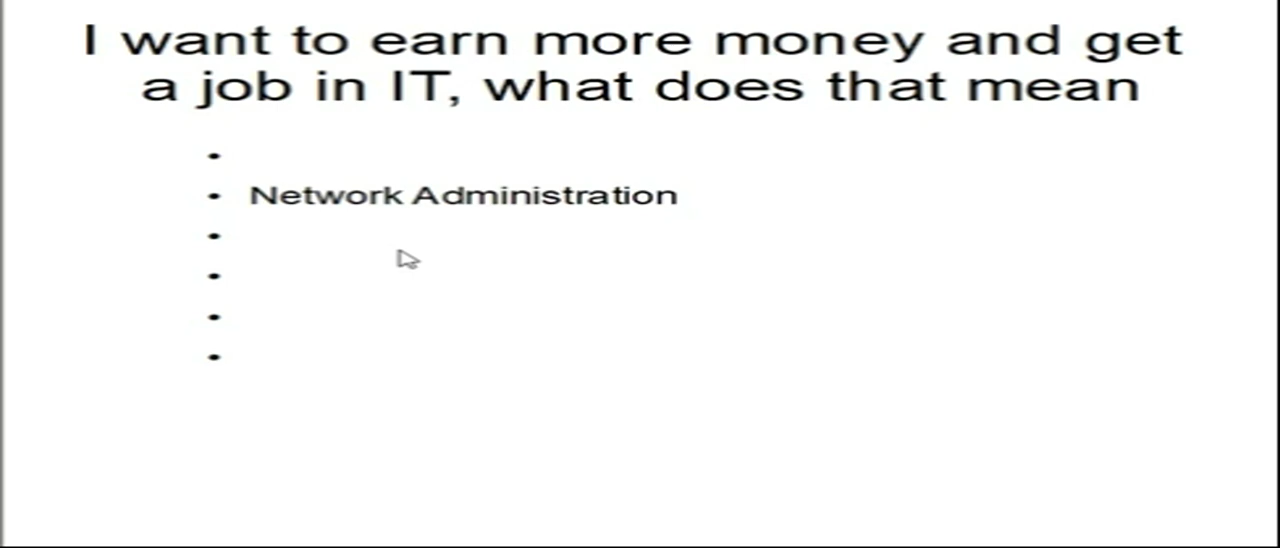 I want to earn more money and get
a job in IT, what does that mean
•
• Network Administration
•
•
•
•